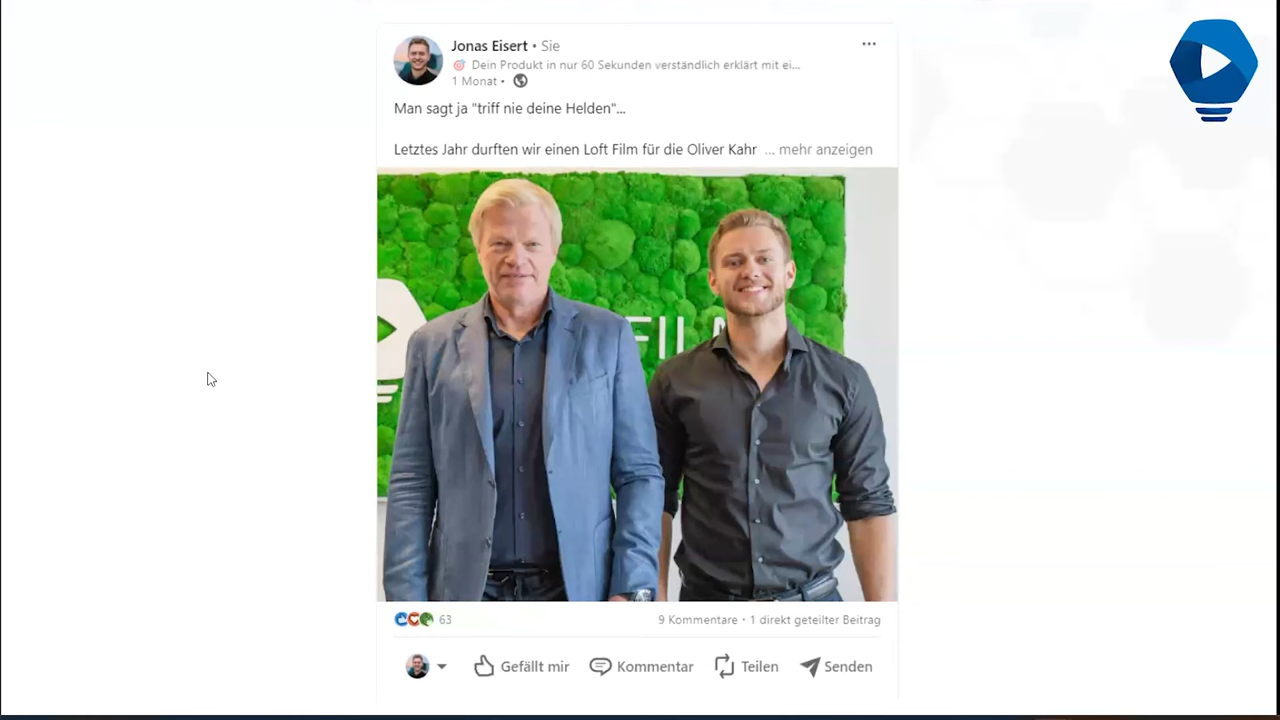 Jonas Eisert • Sie
🎯 Dein Produkt in nur 60 Sekunden verständlich erklärt mit ei...
1 Monat •
Man sagt ja "triff nie deine Helden"...
Letztes Jahr durften wir einen Loft Film für die Oliver Kahr ... mehr anzeigen
FIL
63
9 Kommentare • 1 direkt geteilter Beitrag
Gefällt mir
Kommentar
Teilen
Senden